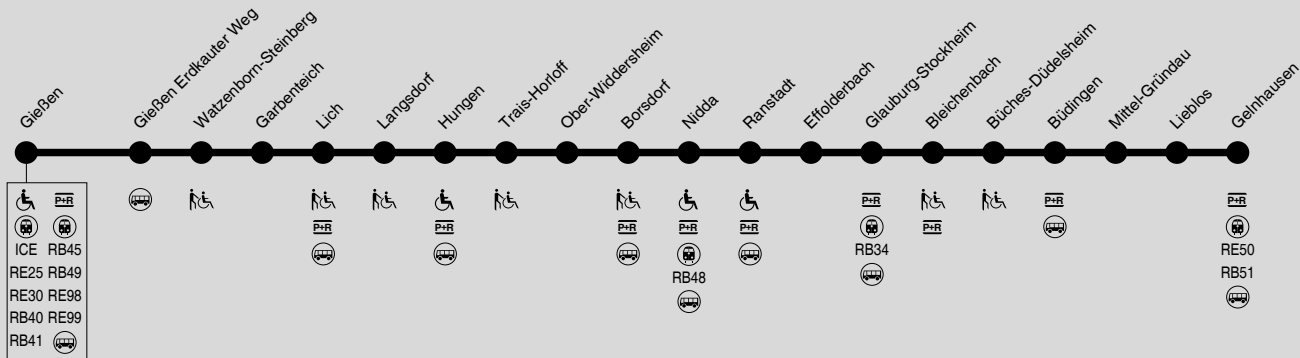 Gießen
Gießen Erdkauter Weg
Watzenborn-Steinberg
Garbenteich
Lich
Langsdorf
Hungen
Trais-Horloff
Ober-Widdersheim
Borsdorf
Nidda
Ranstadt
Effolderbach
Glauburg-Stockheim
Bleichenbach
Büches-Düdelsheim
Büdingen
Mittel-Gründau
Lieblos
Gelnhausen
P+R
ICE RB45
RE25 RB49
RE30 RE98
RB40 RE99
RB41
P+R
P+R
P+R
P+R
RB48
P+R
P+R
RB34
P+R
P+R
P+R
RE50
RB51